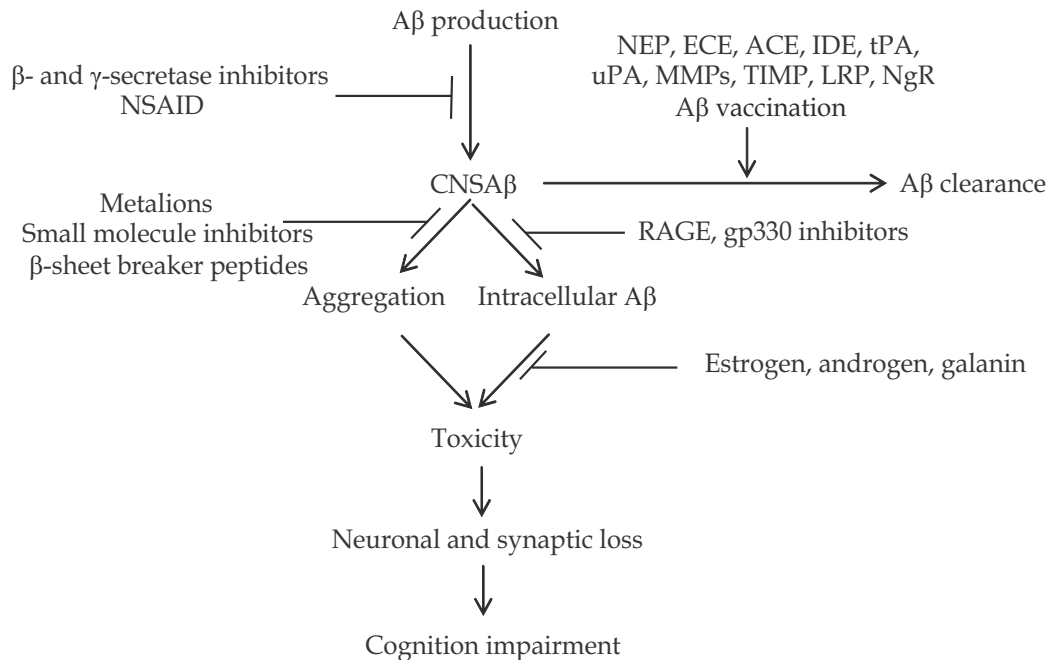 Aβ production
NEP, ECE, ACE, IDE, tPA,
uPA, MMPs, TIMP, LRP, NgR
Aβ vaccination
β- and γ-secretase inhibitors
NSAID
CNSAβ
Aβ clearance
Metalions
Small molecule inhibitors
β-sheet breaker peptides
RAGE, gp330 inhibitors
Aggregation
Intracellular Aβ
Estrogen, androgen, galanin
Toxicity
Neuronal and synaptic loss
Cognition impairment